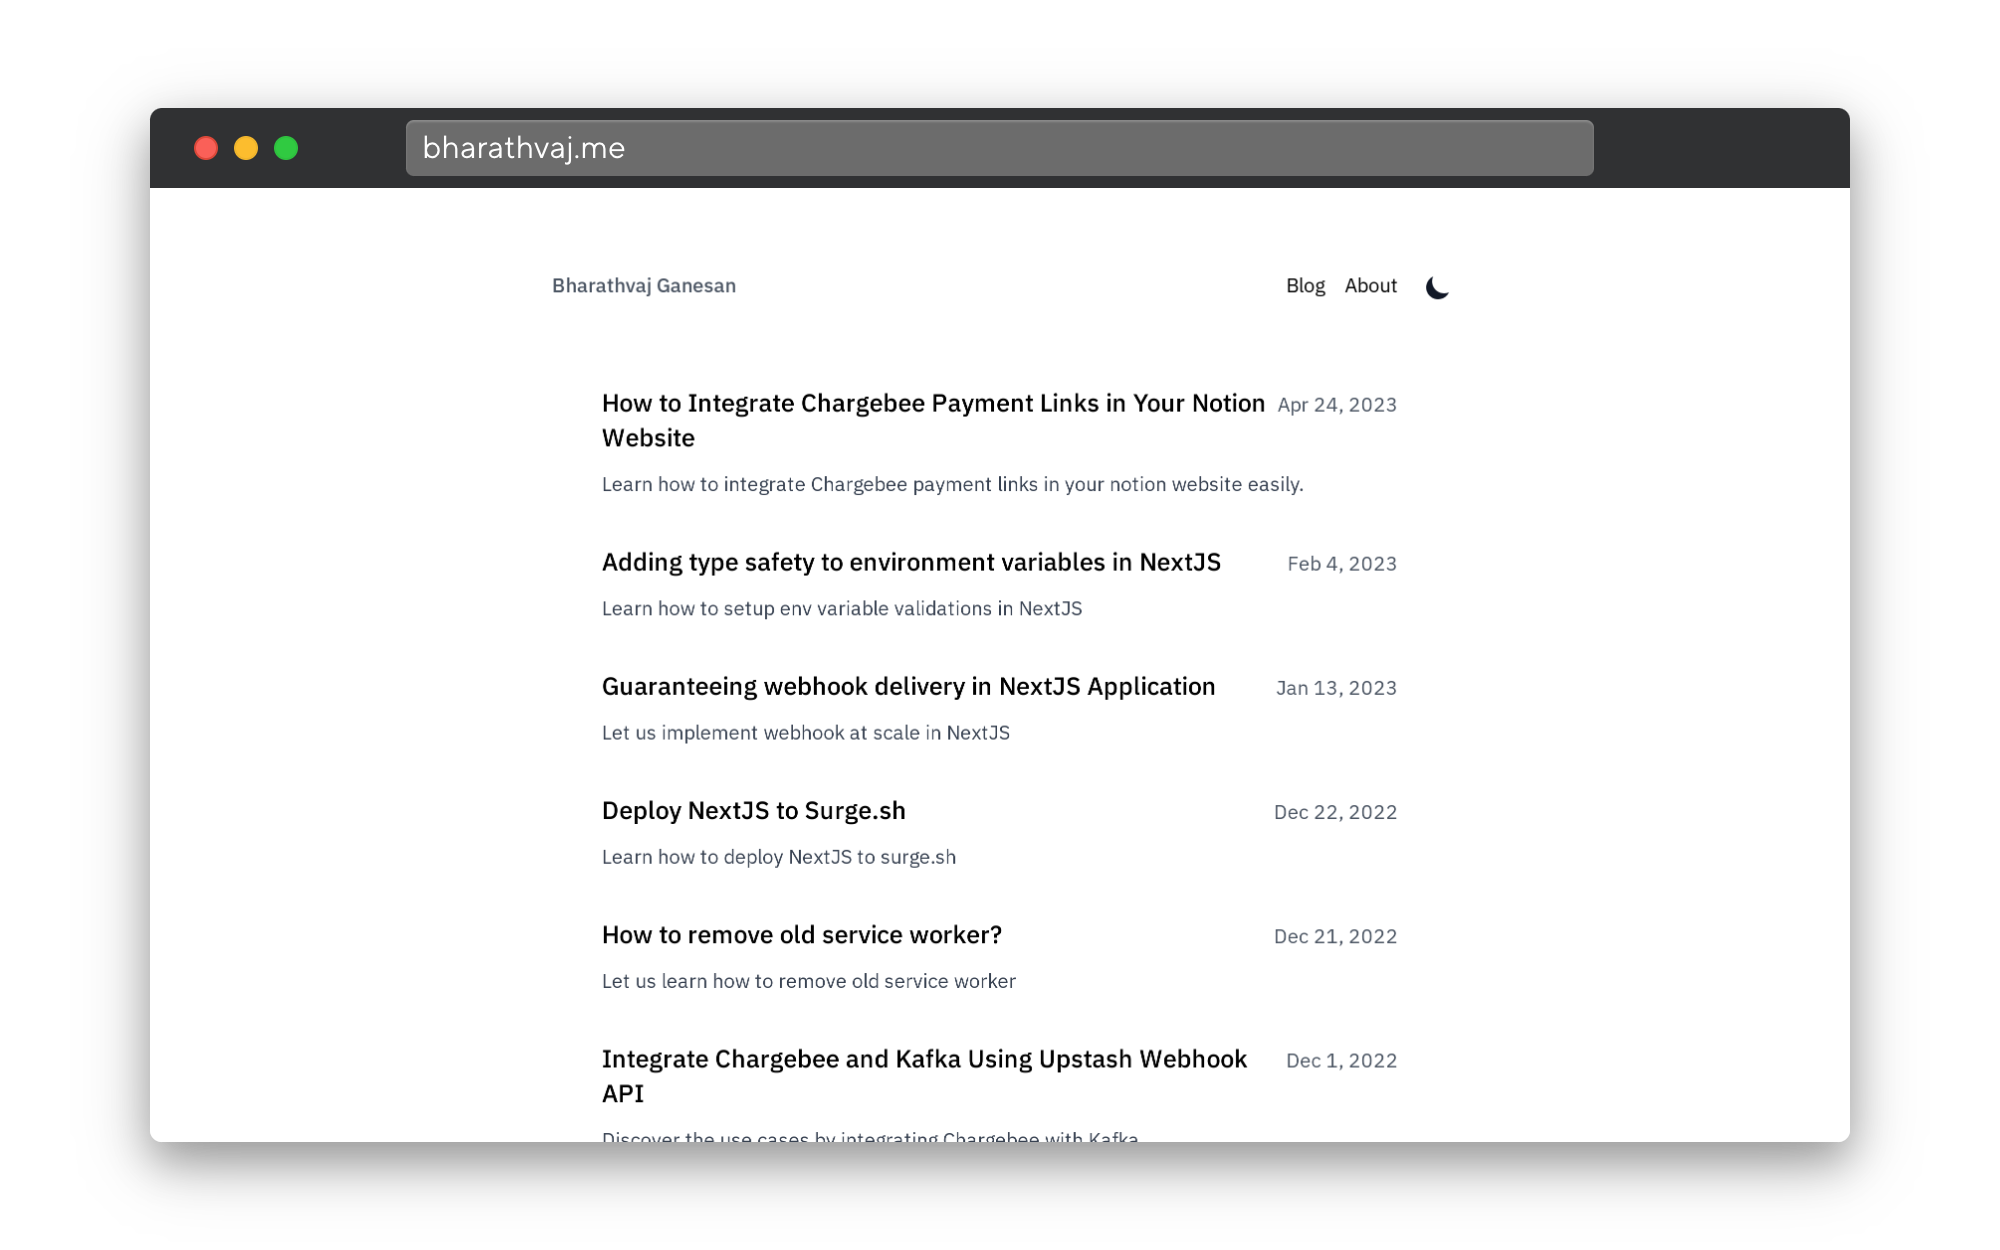 bharathvaj.me
Bharathvaj Ganesan
Blog About
How to Integrate Chargebee Payment Links in Your Notion Apr 24, 2023
Website
Learn how to integrate Chargebee payment links in your notion website easily.
Adding type safety to environment variables in NextJS Feb 4, 2023
Learn how to setup env variable validations in NextJS
Guaranteeing webhook delivery in NextJS Application Jan 13, 2023
Let us implement webhook at scale in NextJS
Deploy NextJS to Surge.sh Dec 22, 2022
Learn how to deploy NextJS to surge.sh
How to remove old service worker? Dec 21, 2022
Let us learn how to remove old service worker
Integrate Chargebee and Kafka Using Upstash Webhook Dec 1, 2022
API
Discover the use cases by integrating Chargebee with Kafka